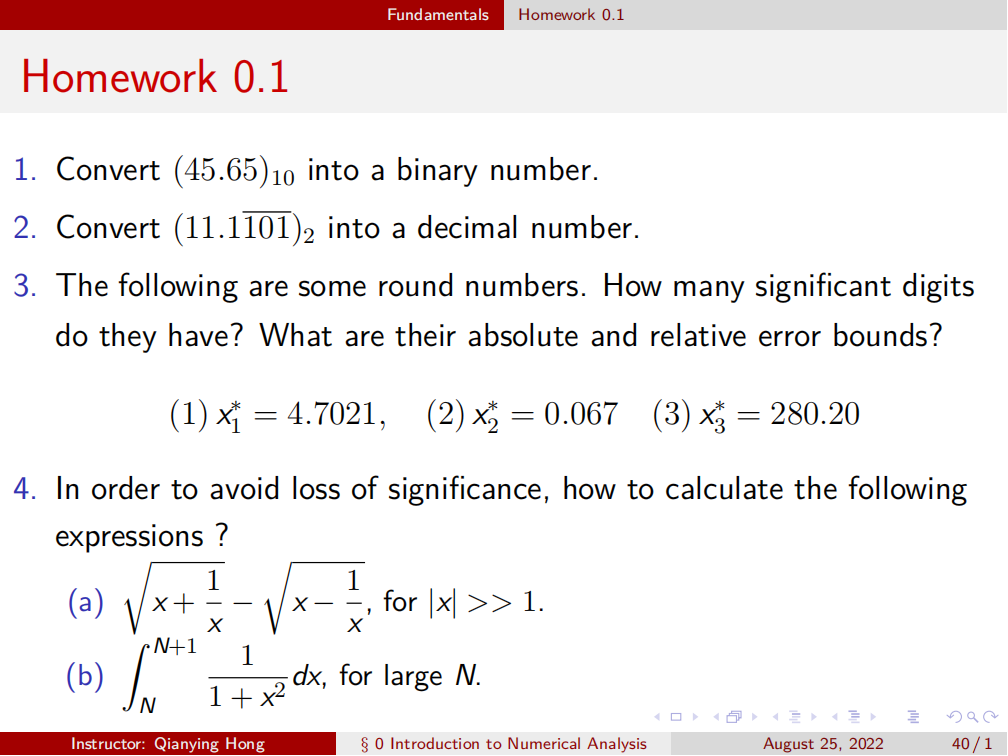 Fundamentals Homework 0.1
Homework 0.1
1. Convert $(45.65)_{10}$ into a binary number.
2. Convert $(11.1\overline{101})_2$ into a decimal number.
3. The following are some round numbers. How many significant digits
do they have? What are their absolute and relative error bounds?
(1) $x_1^* = 4.7021$, (2) $x_2^* = 0.067$ (3) $x_3^* = 280.20$
4. In order to avoid loss of significance, how to calculate the following
expressions ?
(a) $\sqrt{x + \frac{1}{x}} - \sqrt{x - \frac{1}{x}}$, for $|x| >> 1$.
(b) $\int_N^{N+1} \frac{1}{1 + x^2} dx$, for large $N$.
Instructor: Qianying Hong § 0 Introduction to Numerical Analysis August 25, 2022 40 / 1